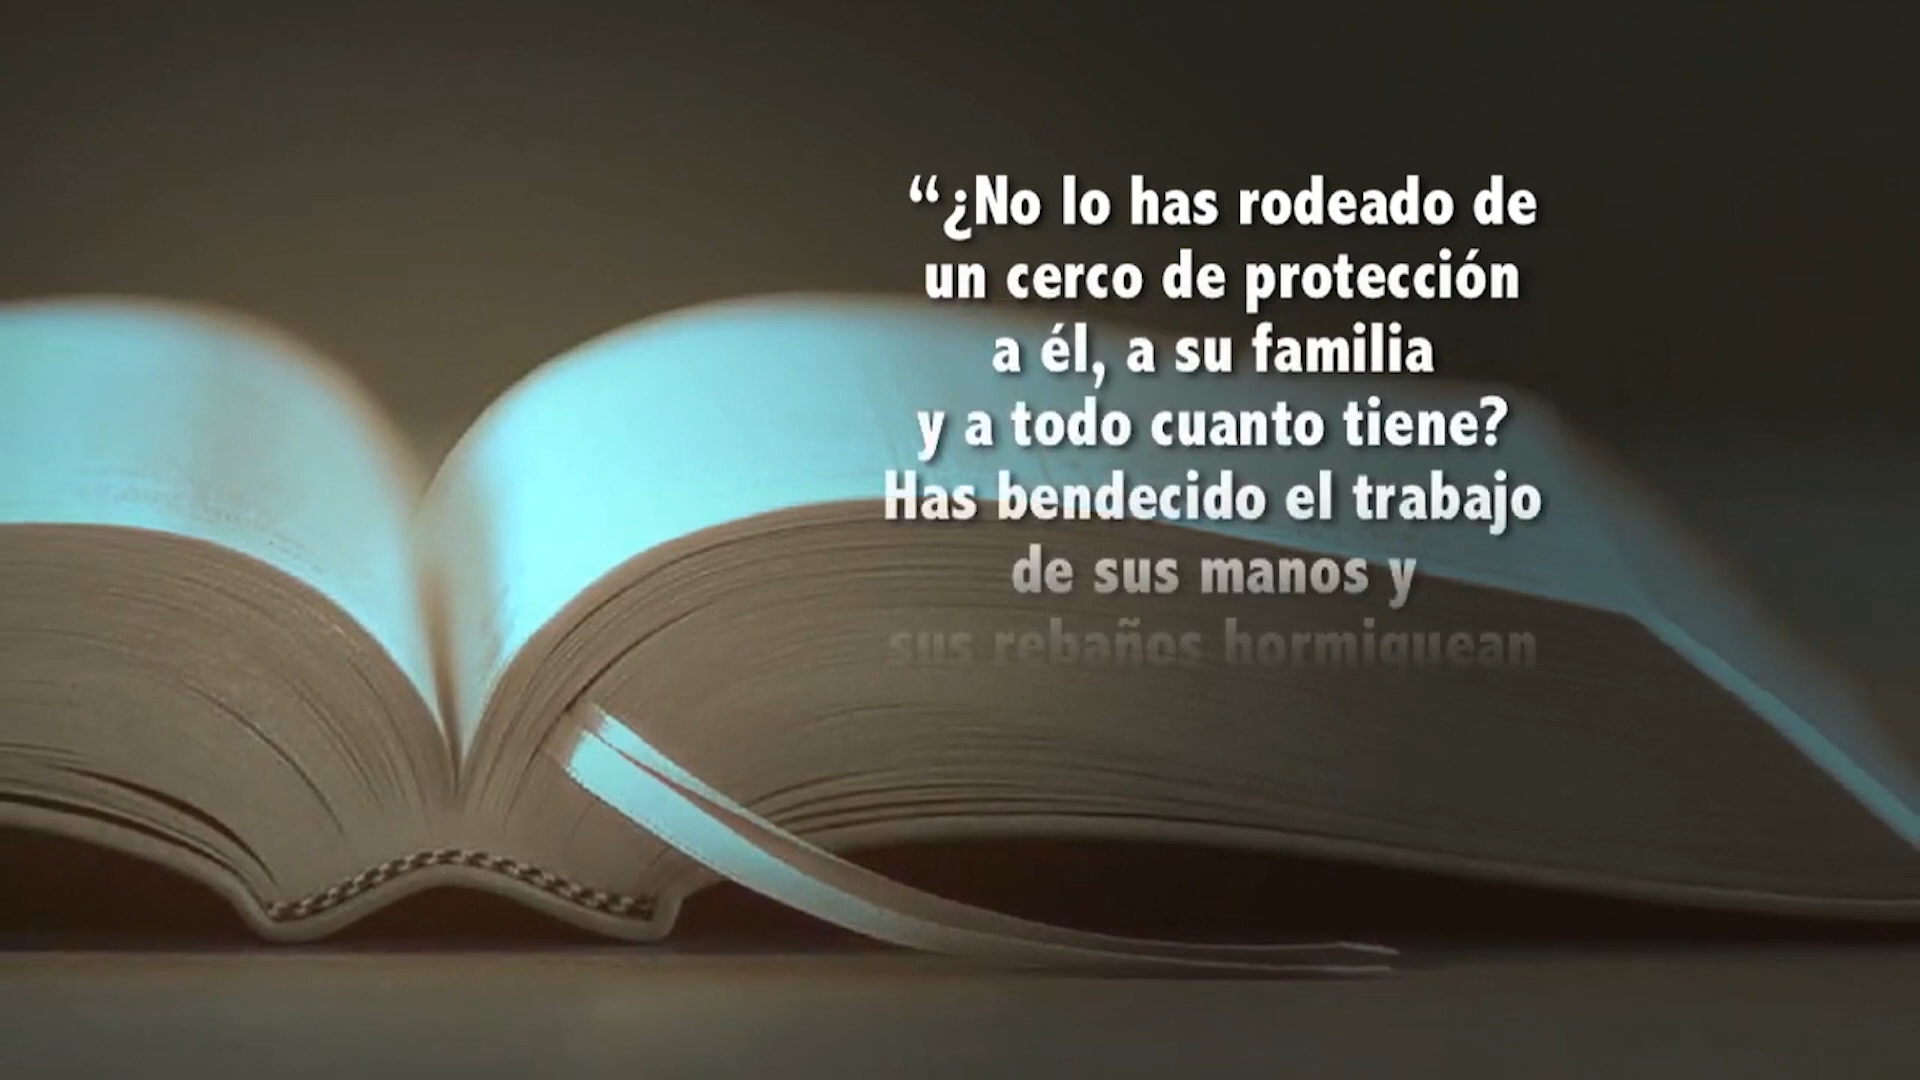 “¿No lo has rodeado de
un cerco de protección
a él, a su familia
y a todo cuanto tiene?
Has bendecido el trabajo
de sus manos y
sus rebaños hormiguean